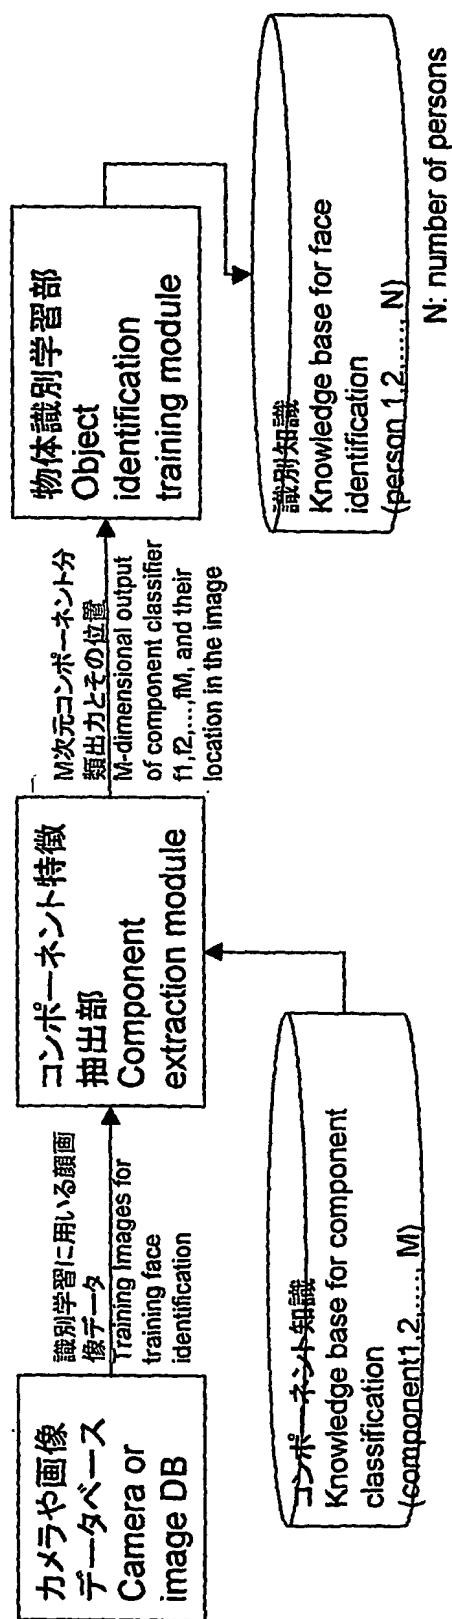 カメラや画像
データベース
Camera or
image DB
識別学習に用いる顔画
像データ
Training Images for
training face
identification
コンポーネント特徴
抽出部
Component
extraction module
M次元コンポーネント分
類出力とその位置
M-dimensional output
of component classifier
f1,f2,...,fM, and their
location in the image
物体識別学習部
Object
identification
training module
コンポーネント知識
Knowledge base for component
classification
(component1,2,....., M)
識別知識
Knowledge base for face
identification
(person 1,2,....., N)
N: number of persons